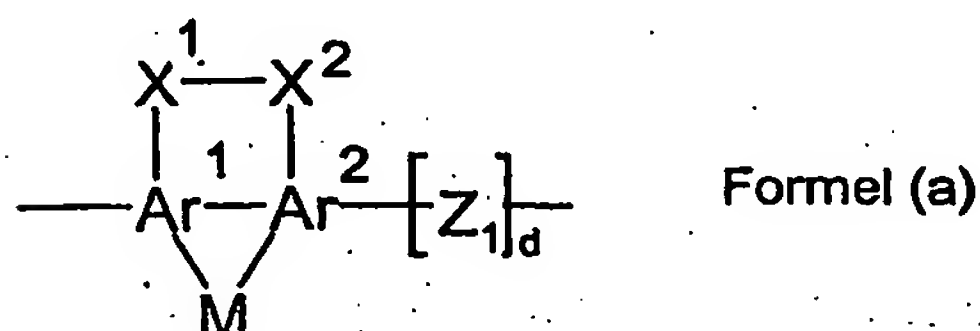 X¹—X²
—Ar¹—Ar²—[Z₁]d— Formel (a)
M